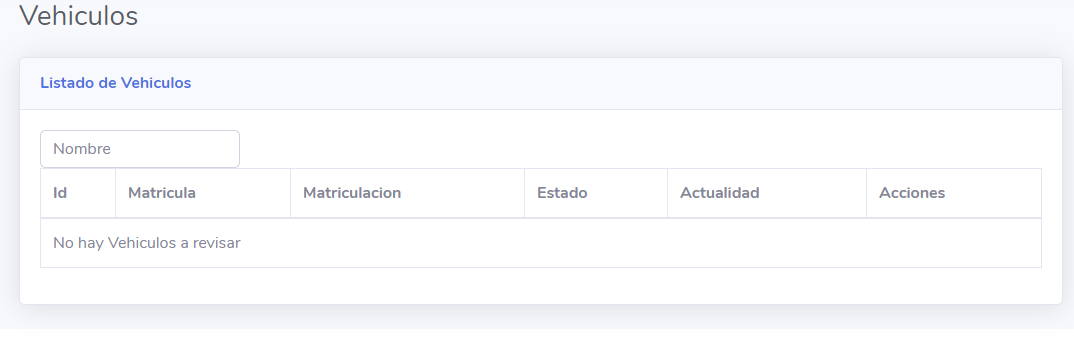 Vehiculos
Listado de Vehiculos
Nombre
Id Matricula Matriculacion Estado Actualidad Acciones
No hay Vehiculos a revisar